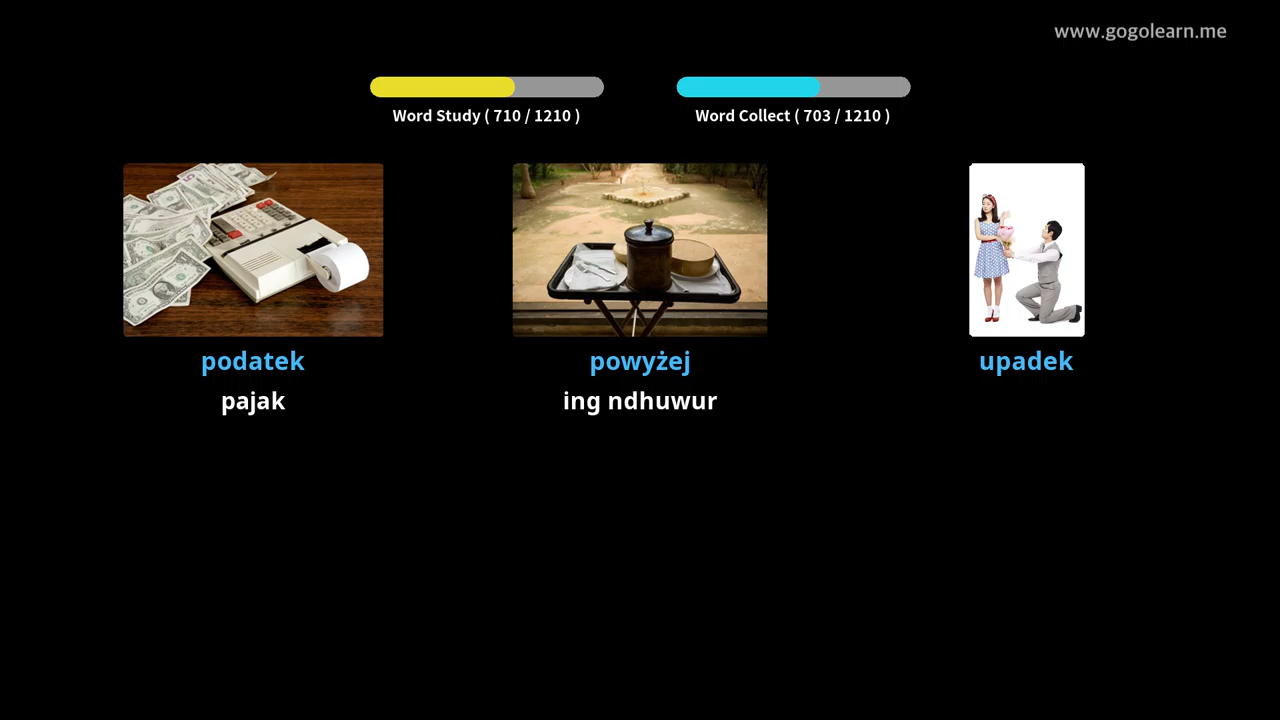 www.gogolearn.me
Word Study ( 710 / 1210 )
Word Collect ( 703 / 1210 )
podatek
powyżej
upadek
pajak
ing ndhuwur